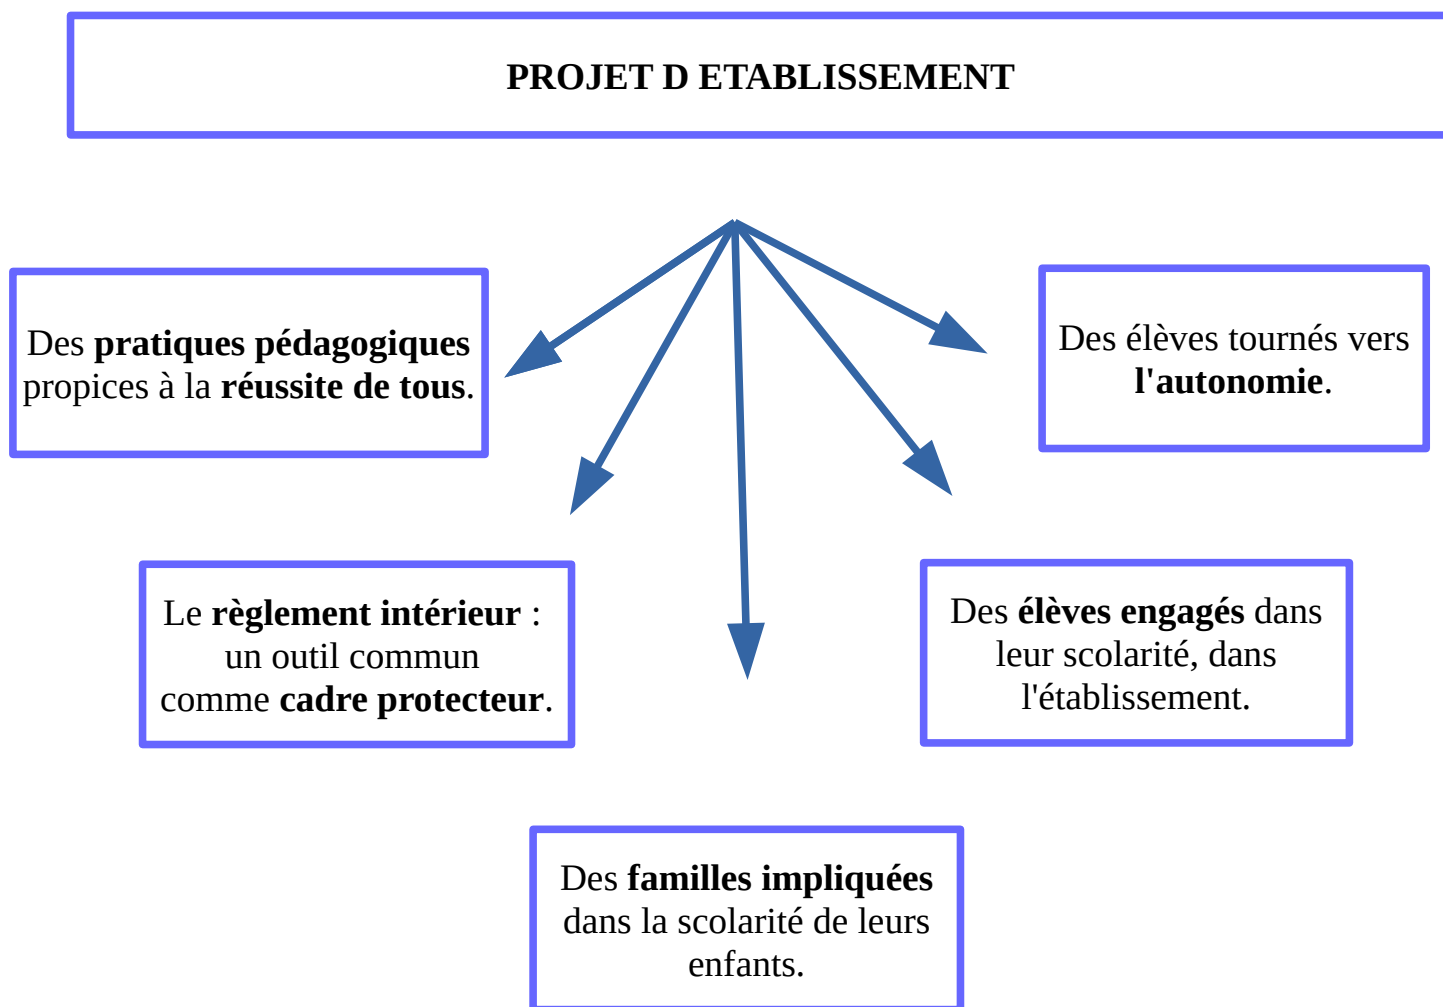 PROJET D ETABLISSEMENT
Des pratiques pédagogiques
propices à la réussite de tous.
Des élèves tournés vers
l'autonomie.
Le règlement intérieur :
un outil commun
comme cadre protecteur.
Des élèves engagés dans
leur scolarité, dans
l'établissement.
Des familles impliquées
dans la scolarité de leurs
enfants.